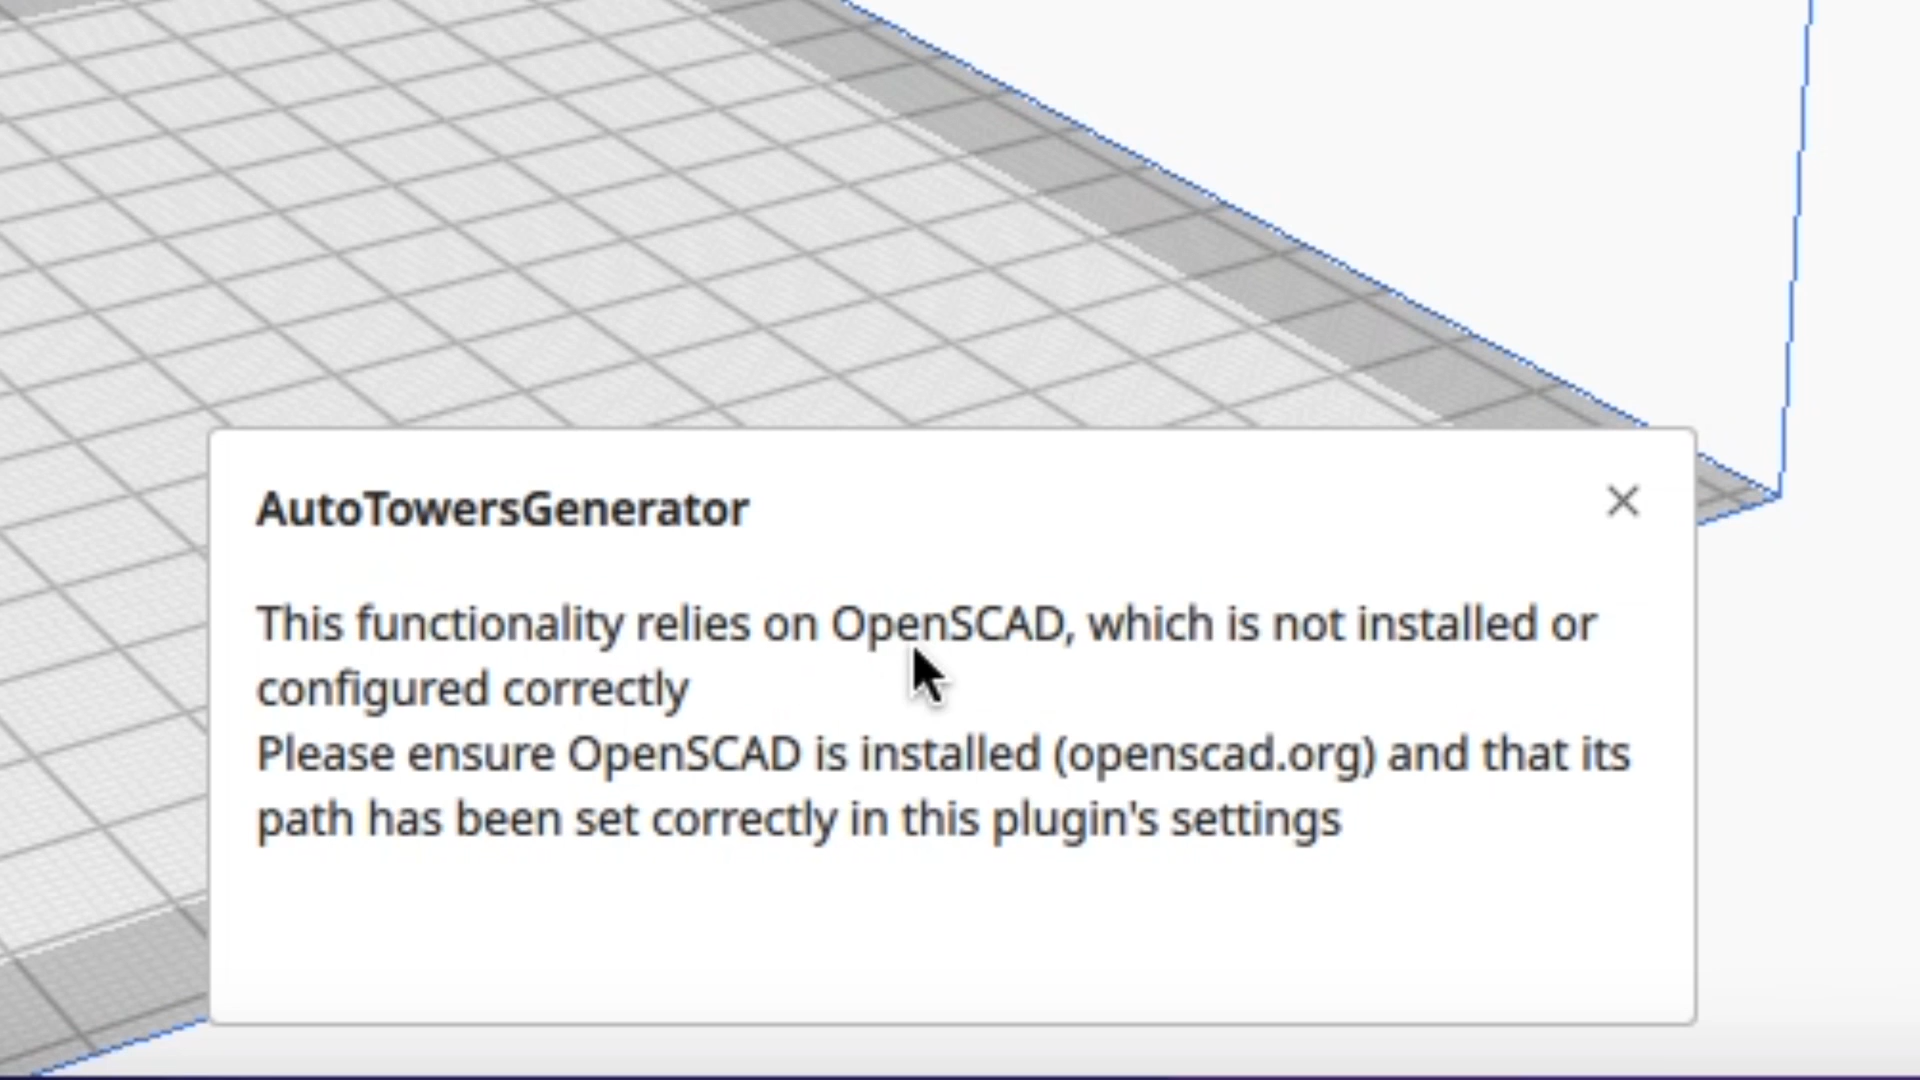 AutoTowersGenerator
This functionality relies on OpenSCAD, which is not installed or
configured correctly
Please ensure OpenSCAD is installed (openscad.org) and that its
path has been set correctly in this plugin's settings